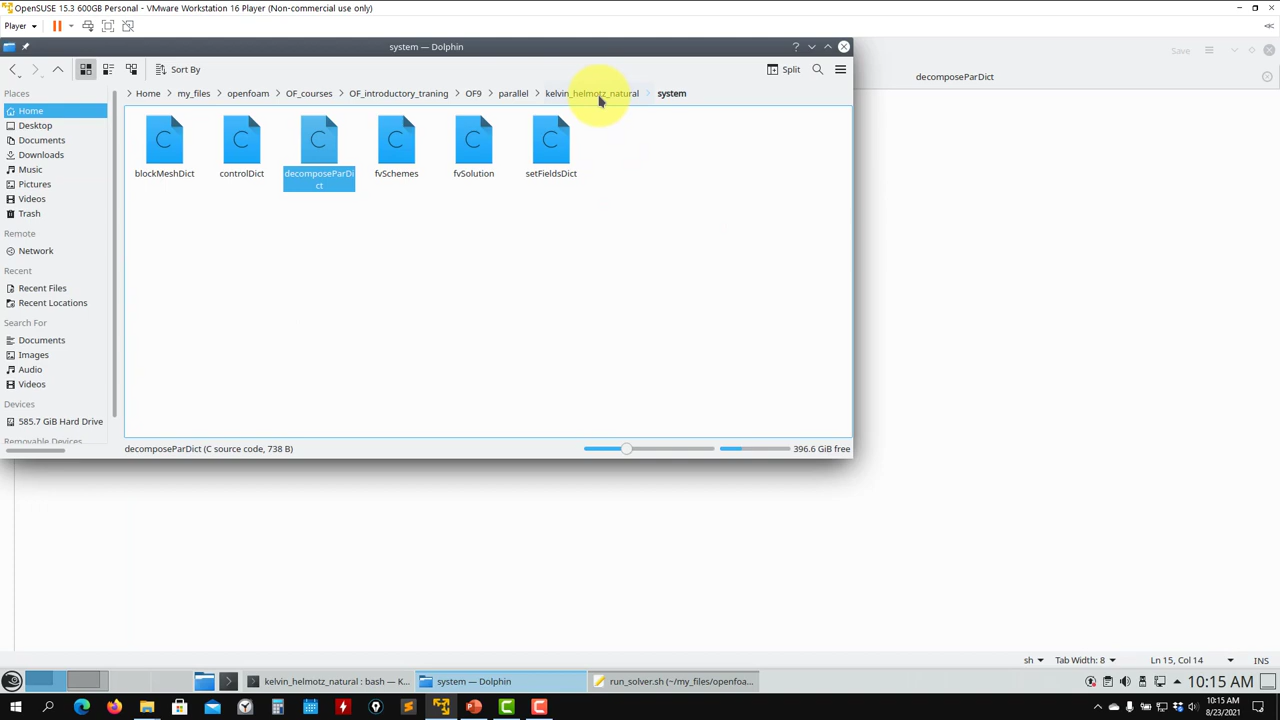 OpenSUSE 15.3 600GB Personal - VMware Workstation 16 Player (Non-commercial use only)
Player
system — Dolphin
Save
Sort By
Split
decomposeParDict
Places
Home my_files openfoam OF_courses OF_introductory_traning OF9 parallel kelvin_helmotz_natural system
Home
Desktop
Documents
Downloads
Music
Pictures
Videos
Trash
Remote
Network
Recent
Recent Files
Recent Locations
Search For
Documents
Images
Audio
Videos
Devices
585.7 GiB Hard Drive
Removable Devices
blockMeshDict
controlDict
decomposeParDi
ct
fvSchemes
fvSolution
setFieldsDict
decomposeParDict (C source code, 738 B)
396.6 GiB free
sh
Tab Width: 8
Ln 15, Col 14
INS
kelvin_helmotz_natural : bash — K...
system — Dolphin
run_solver.sh (~/my_files/openfoa...
10:15 AM
10:15 AM
8/23/2021